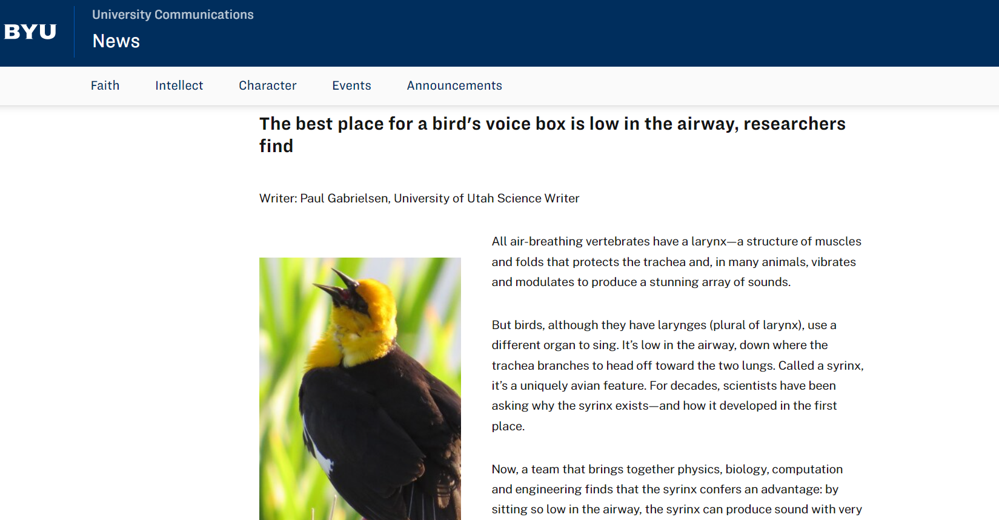 BYU
University Communications
News
Faith Intellect Character Events Announcements
The best place for a bird's voice box is low in the airway, researchers
find
Writer: Paul Gabrielsen, University of Utah Science Writer
All air-breathing vertebrates have a larynx—a structure of muscles
and folds that protects the trachea and, in many animals, vibrates
and modulates to produce a stunning array of sounds.
But birds, although they have larynges (plural of larynx), use a
different organ to sing. It’s low in the airway, down where the
trachea branches to head off toward the two lungs. Called a syrinx,
it’s a uniquely avian feature. For decades, scientists have been
asking why the syrinx exists—and how it developed in the first
place.
Now, a team that brings together physics, biology, computation
and engineering finds that the syrinx confers an advantage: by
sitting so low in the airway, the syrinx can produce sound with very